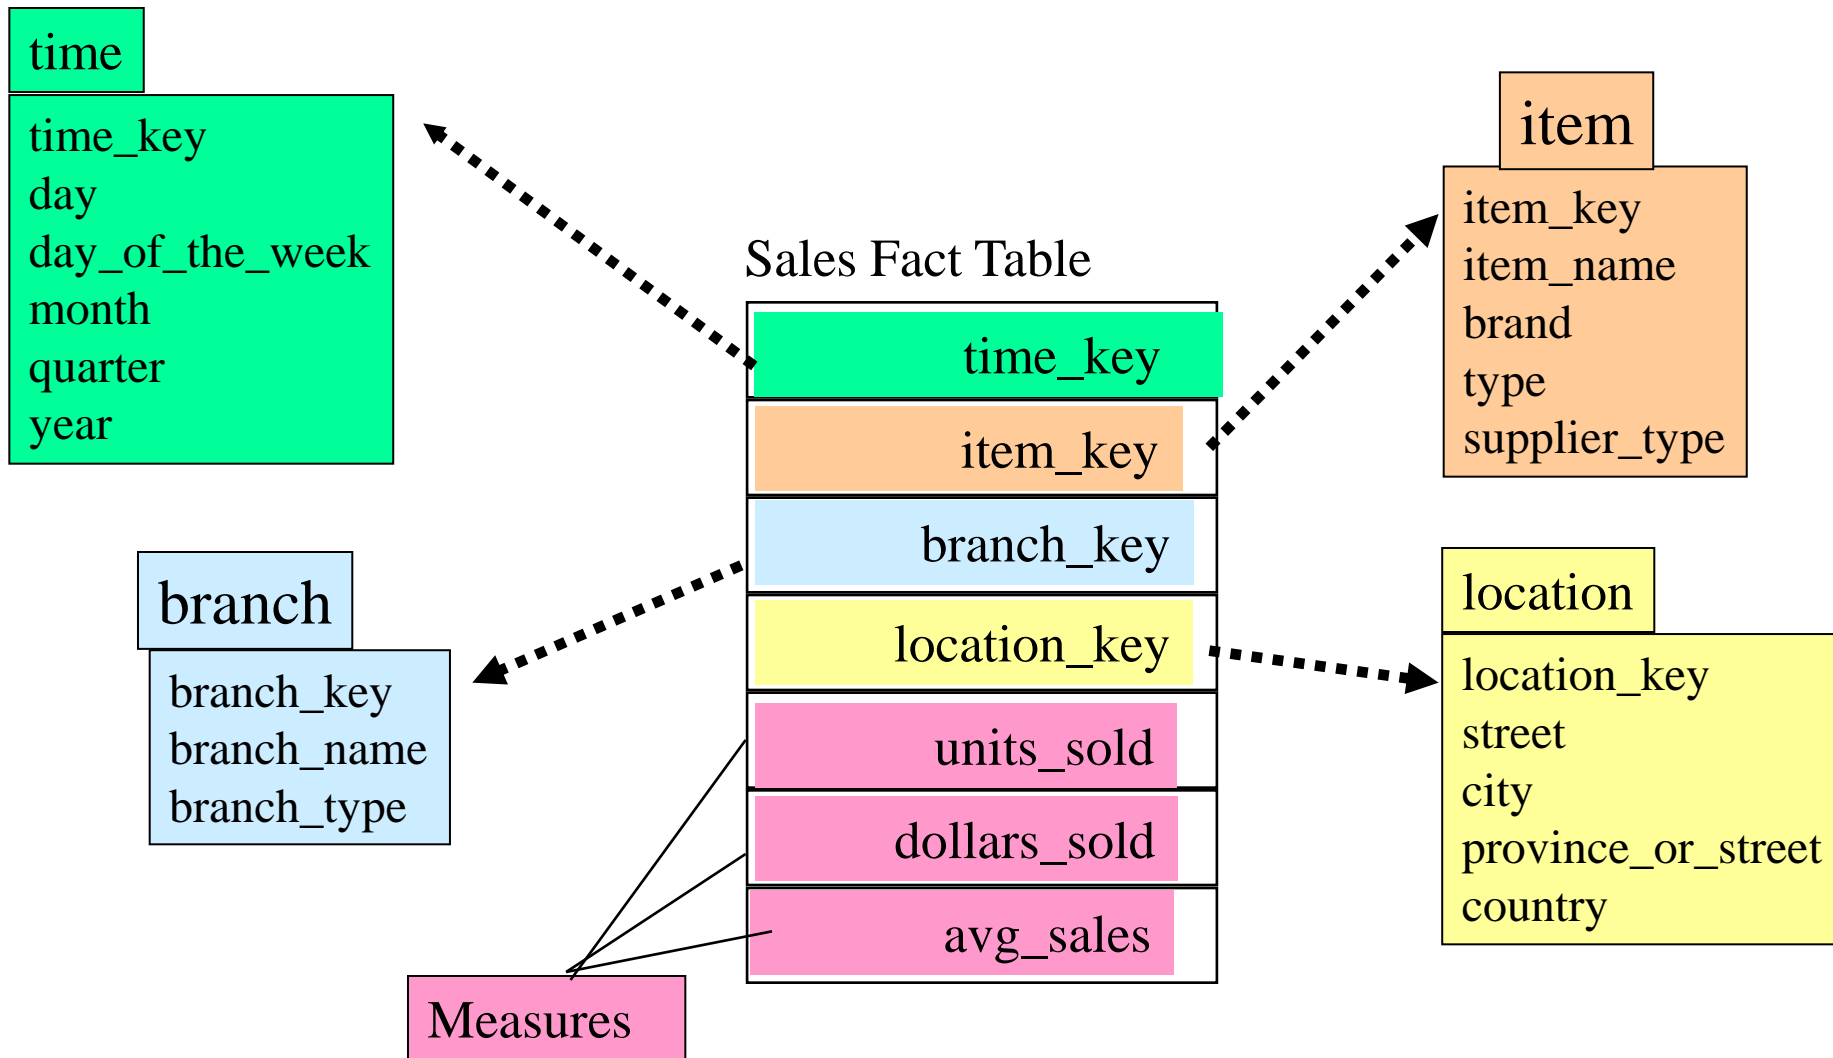 time
time_key
day
day_of_the_week
month
quarter
year
item
item_key
item_name
brand
type
supplier_type
Sales Fact Table
time_key
item_key
branch_key
location_key
units_sold
dollars_sold
avg_sales
branch
branch_key
branch_name
branch_type
location
location_key
street
city
province_or_street
country
Measures